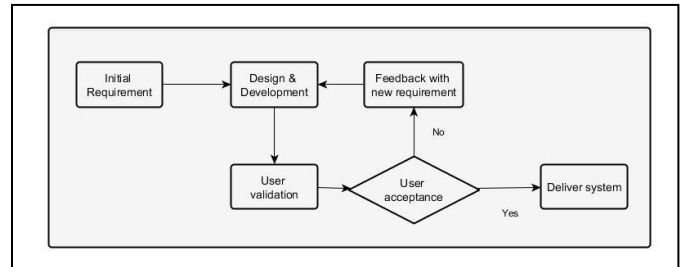 Initial
Requirement
Design &
Development
Feedback with
new requirement
No
User
validation
User
acceptance
Yes
Deliver system